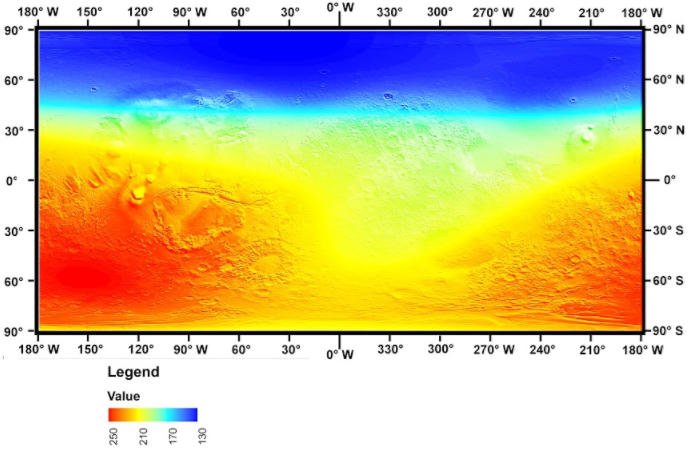 180° W 150° W 120° W 90° W 60° 30° 0° W 330° 300° W 270° W 240° W 210° W 180° W
90° 90° N
60° 60° N
30° 30° N
0° 0°
30° 30° S
60° 60° S
90° 90° S
180° W 150° W 120° W 90° W 60° 30° 0° W 330° 300° W 270° W 240° W 210° W 180° W
Legend
Value
250 210 170 130